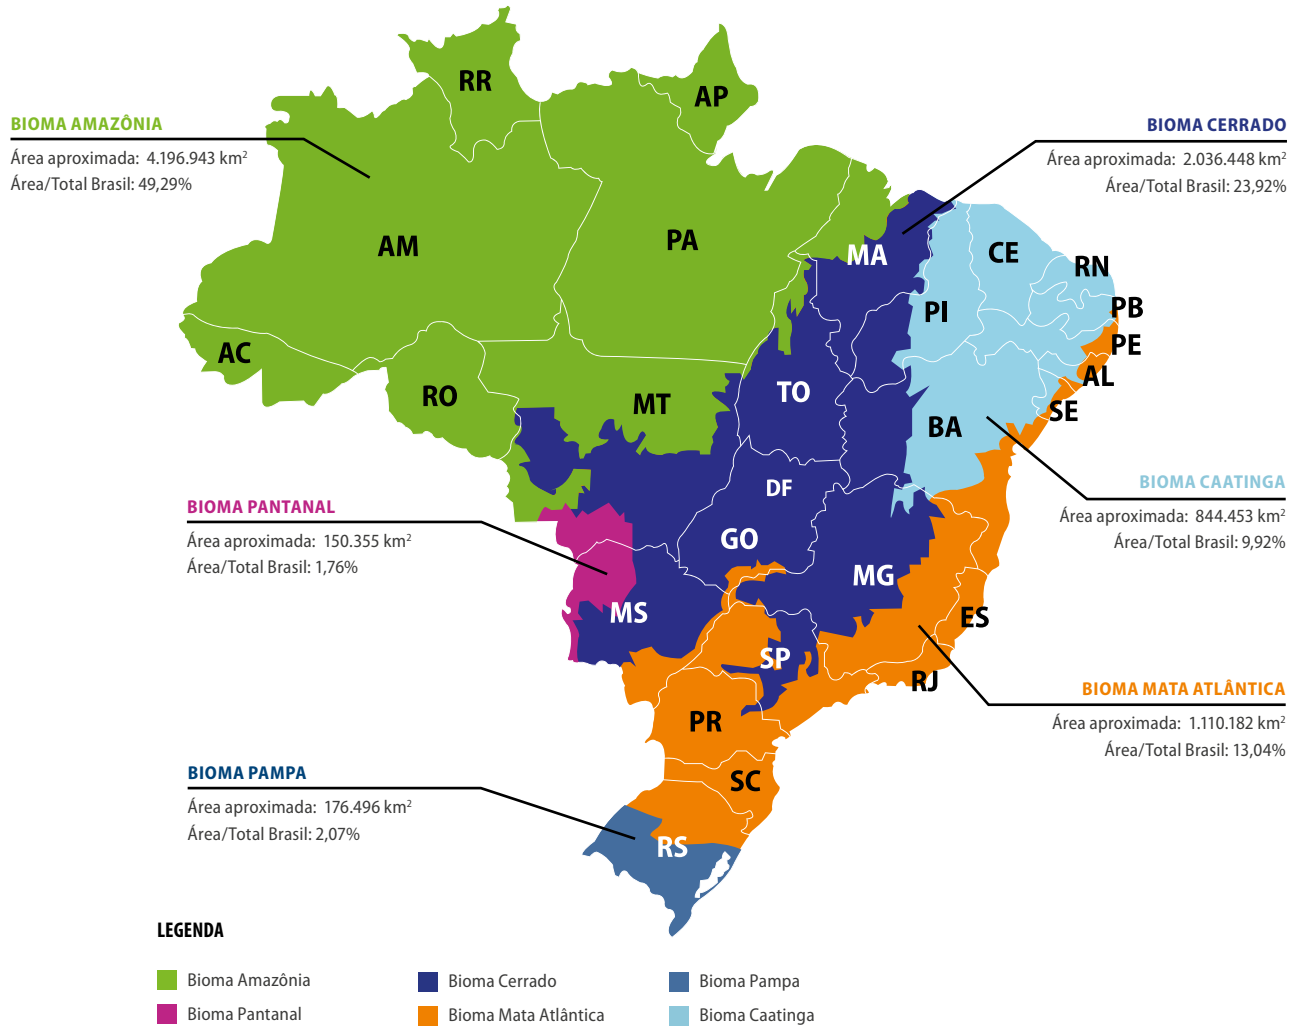 RR
AP
BIOMA AMAZÔNIA
Área aproximada: 4.196.943 km²
Área/Total Brasil: 49,29%
BIOMA CERRADO
Área aproximada: 2.036.448 km²
Área/Total Brasil: 23,92%
AM
PA
MA
CE
RN
PI
PB
PE
AC
AL
RO
MT
TO
SE
BA
DF
BIOMA CAATINGA
Área aproximada: 844.453 km²
Área/Total Brasil: 9,92%
BIOMA PANTANAL
Área aproximada: 150.355 km²
Área/Total Brasil: 1,76%
GO
MG
MS
ES
SP
RJ
BIOMA MATA ATLÂNTICA
Área aproximada: 1.110.182 km²
Área/Total Brasil: 13,04%
PR
SC
BIOMA PAMPA
Área aproximada: 176.496 km²
Área/Total Brasil: 2,07%
RS
LEGENDA
Bioma Amazônia
Bioma Cerrado
Bioma Pampa
Bioma Pantanal
Bioma Mata Atlântica
Bioma Caatinga